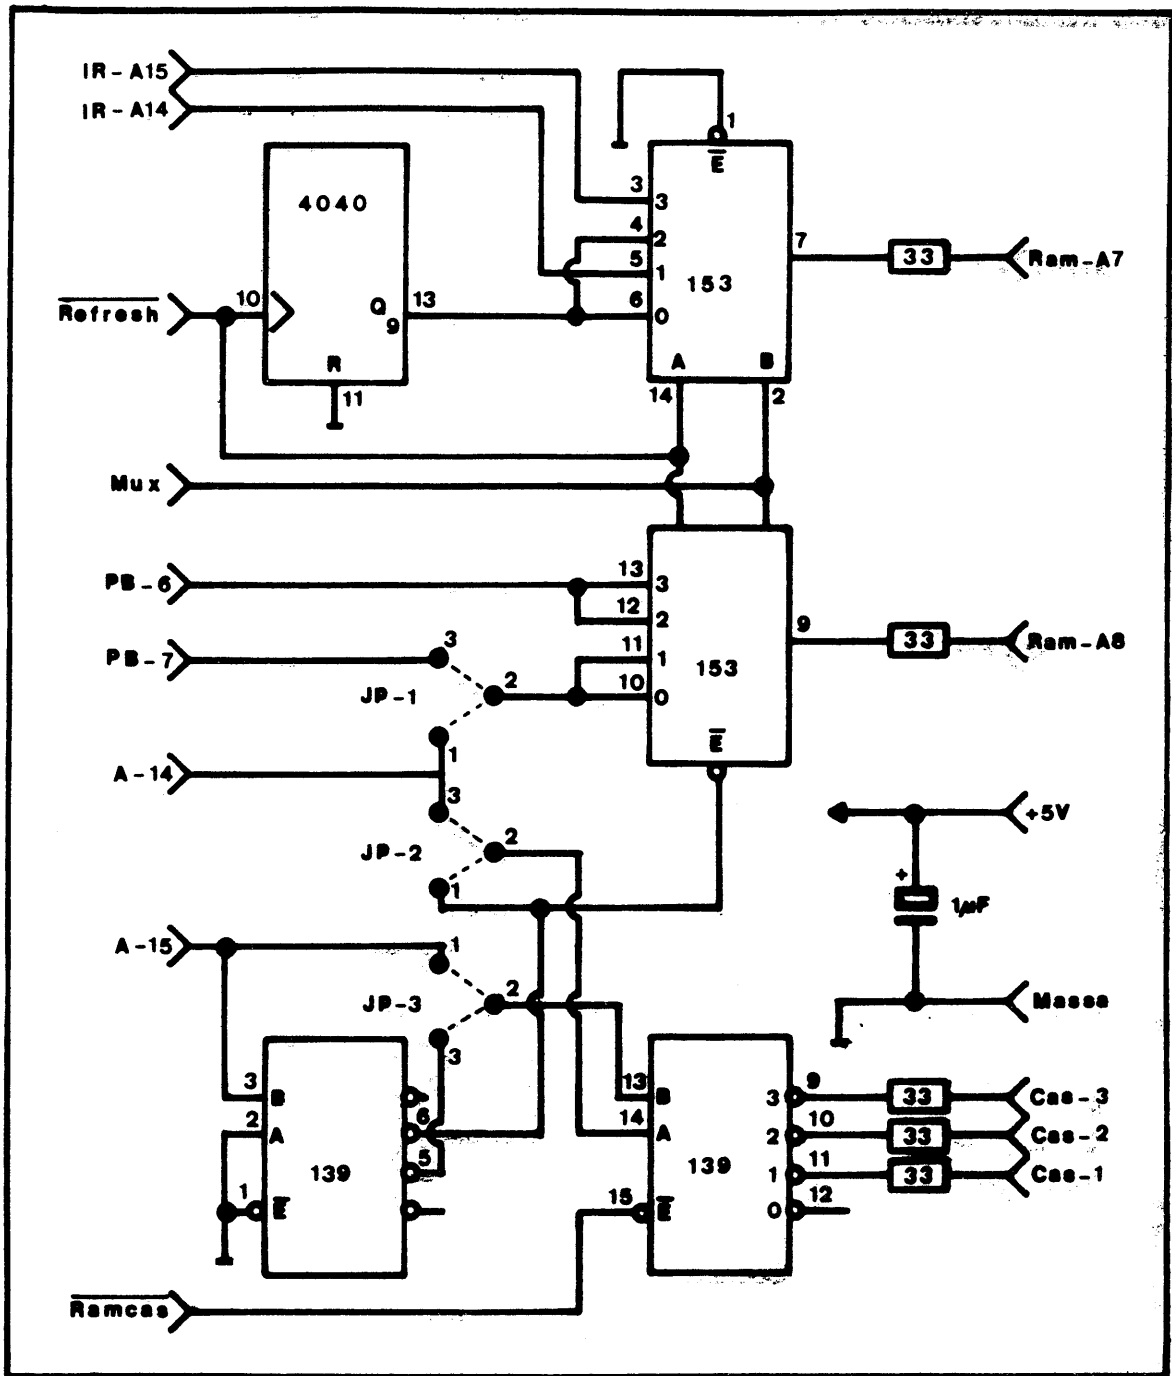 IR-A15
IR-A14
1
E
4040
3
3
4
2
5
1
153
7
33
Ram-A7
Refresh
10
Q
9
13
6
0
R
11
A
B
14
2
Mux
PB-6
13
3
12
2
9
33
Ram-A8
PB-7
3
11
1
JP-1
2
10
0
153
1
E
A-14
3
JP-2
2
1
+5V
+
1µF
A-15
1
JP-3
2
3
Massa
3
B
2
A
6
5
139
1
E
13
B
14
A
139
15
E
3
9
33
Cas-3
2
10
33
Cas-2
1
11
33
Cas-1
0
12
Ramcas